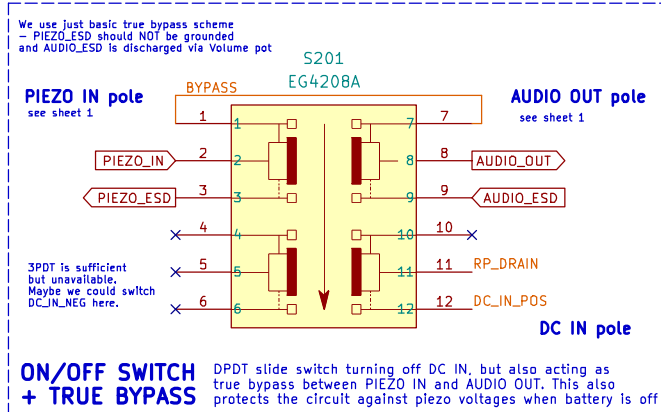 We use just basic true bypass scheme
– PIEZO_ESD should NOT be grounded
and AUDIO_ESD is discharged via Volume pot
S201
EG4208A
BYPASS
PIEZO IN pole
see sheet 1
AUDIO OUT pole
see sheet 1
1 1 7 7
PIEZO_IN 2 2 8 8 AUDIO_OUT
PIEZO_ESD 3 3 9 9 AUDIO_ESD
4 4 10 10
5 5 11 11 RP_DRAIN
6 6 12 12 DC_IN_POS
3PDT is sufficient
but unavailable.
Maybe we could switch
DC_IN_NEG here.
DC IN pole
ON/OFF SWITCH
+ TRUE BYPASS
DPDT slide switch turning off DC IN, but also acting as
true bypass between PIEZO IN and AUDIO OUT. This also
protects the circuit against piezo voltages when battery is off